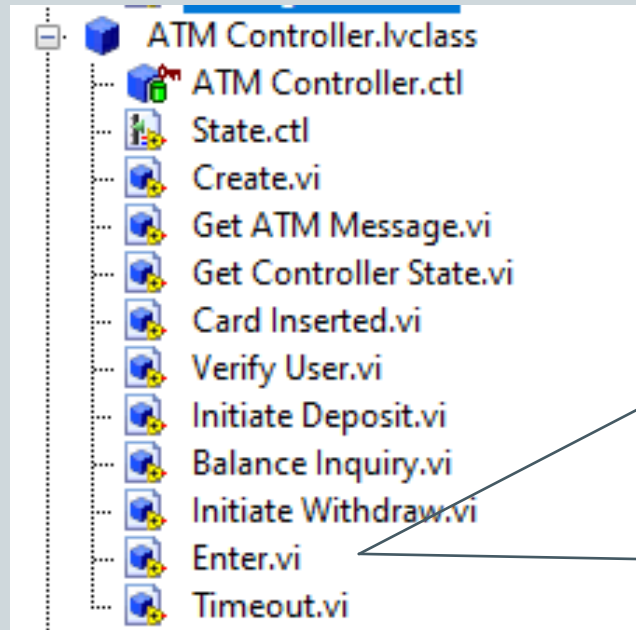 ATM Controller.lvclass
ATM Controller.ctl
State.ctl
Create.vi
Get ATM Message.vi
Get Controller State.vi
Card Inserted.vi
Verify User.vi
Initiate Deposit.vi
Balance Inquiry.vi
Initiate Withdraw.vi
Enter.vi
Timeout.vi